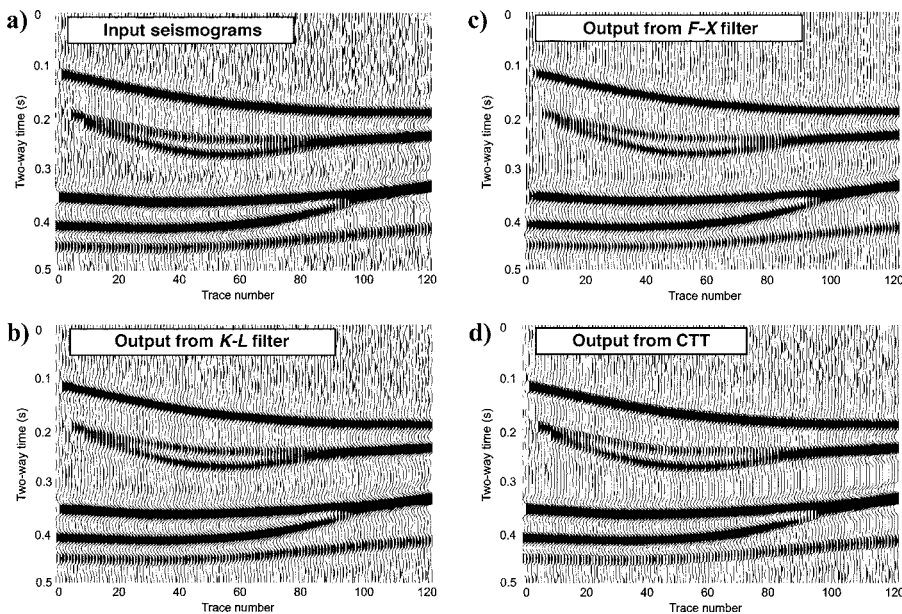 a)
Input seismograms
0
0.1
0.2
0.3
0.4
0.5
Two-way time (s)
0 20 40 60 80 100 120
Trace number
c)
Output from F-X filter
0
0.1
0.2
0.3
0.4
0.5
Two-way time (s)
0 20 40 60 80 100 120
Trace number
b)
Output from K-L filter
0
0.1
0.2
0.3
0.4
0.5
Two-way time (s)
0 20 40 60 80 100 120
Trace number
d)
Output from CTT
0
0.1
0.2
0.3
0.4
0.5
Two-way time (s)
0 20 40 60 80 100 120
Trace number